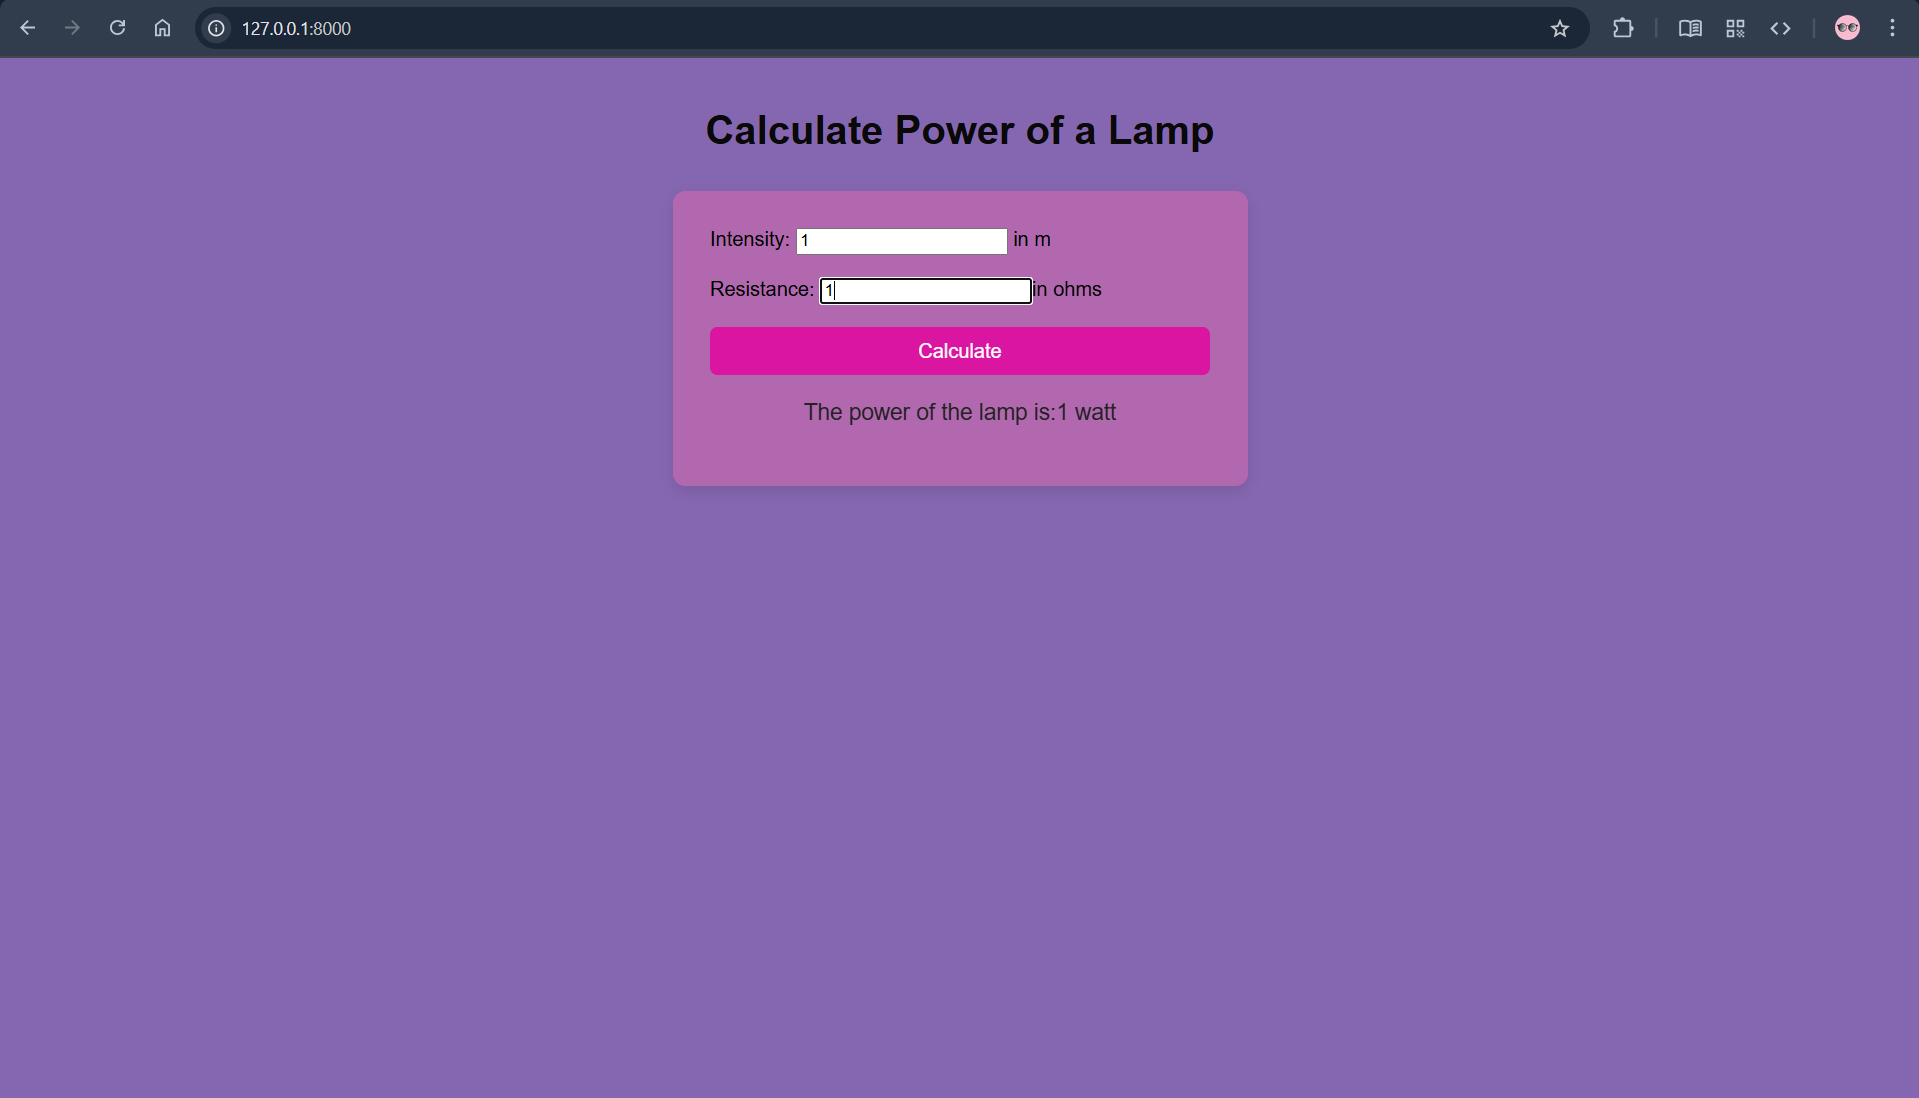 127.0.0.1:8000
Calculate Power of a Lamp
Intensity: 1 in m
Resistance: 1 in ohms
Calculate
The power of the lamp is:1 watt